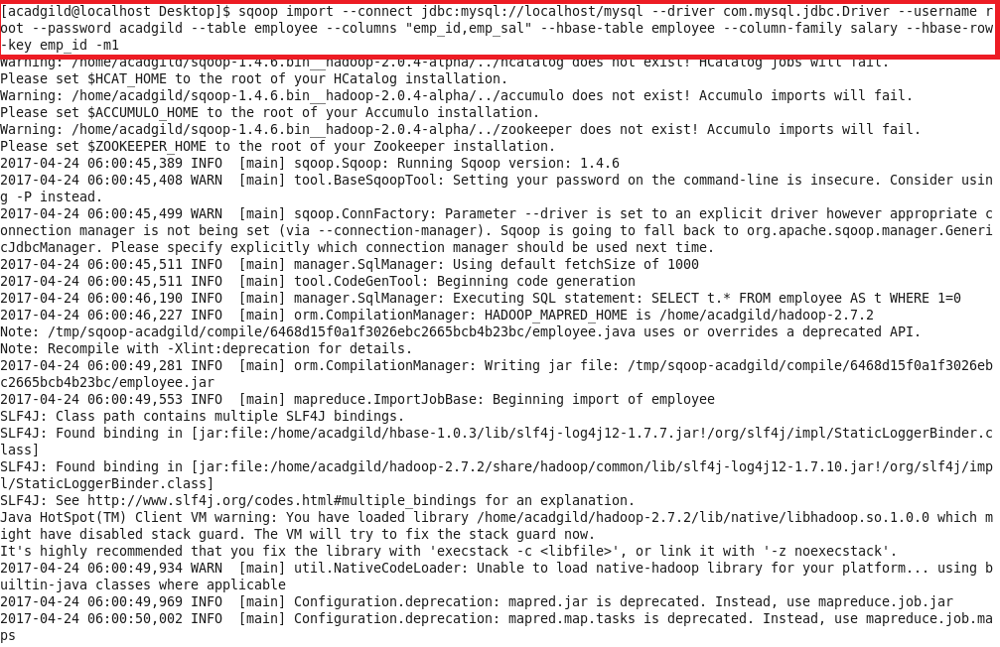 [acadgild@localhost Desktop]$ sqoop import --connect jdbc:mysql://localhost/mysql --driver com.mysql.jdbc.Driver --username r
oot --password acadgild --table employee --columns "emp_id,emp_sal" --hbase-table employee --column-family salary --hbase-row
-key emp_id -m1
Warning: /home/acadgild/sqoop-1.4.6.bin__hadoop-2.0.4-alpha/../hcatalog does not exist! HCatalog jobs will fail.
Please set $HCAT_HOME to the root of your HCatalog installation.
Warning: /home/acadgild/sqoop-1.4.6.bin__hadoop-2.0.4-alpha/../accumulo does not exist! Accumulo imports will fail.
Please set $ACCUMULO_HOME to the root of your Accumulo installation.
Warning: /home/acadgild/sqoop-1.4.6.bin__hadoop-2.0.4-alpha/../zookeeper does not exist! Accumulo imports will fail.
Please set $ZOOKEEPER_HOME to the root of your Zookeeper installation.
2017-04-24 06:00:45,389 INFO  [main] sqoop.Sqoop: Running Sqoop version: 1.4.6
2017-04-24 06:00:45,408 WARN  [main] tool.BaseSqoopTool: Setting your password on the command-line is insecure. Consider usin
g -P instead.
2017-04-24 06:00:45,499 WARN  [main] sqoop.ConnFactory: Parameter --driver is set to an explicit driver however appropriate c
onnection manager is not being set (via --connection-manager). Sqoop is going to fall back to org.apache.sqoop.manager.Generi
cJdbcManager. Please specify explicitly which connection manager should be used next time.
2017-04-24 06:00:45,511 INFO  [main] manager.SqlManager: Using default fetchSize of 1000
2017-04-24 06:00:45,511 INFO  [main] tool.CodeGenTool: Beginning code generation
2017-04-24 06:00:46,190 INFO  [main] manager.SqlManager: Executing SQL statement: SELECT t.* FROM employee AS t WHERE 1=0
2017-04-24 06:00:46,227 INFO  [main] orm.CompilationManager: HADOOP_MAPRED_HOME is /home/acadgild/hadoop-2.7.2
Note: /tmp/sqoop-acadgild/compile/6468d15f0a1f3026ebc2665bcb4b23bc/employee.java uses or overrides a deprecated API.
Note: Recompile with -Xlint:deprecation for details.
2017-04-24 06:00:49,281 INFO  [main] orm.CompilationManager: Writing jar file: /tmp/sqoop-acadgild/compile/6468d15f0a1f3026eb
c2665bcb4b23bc/employee.jar
2017-04-24 06:00:49,553 INFO  [main] mapreduce.ImportJobBase: Beginning import of employee
SLF4J: Class path contains multiple SLF4J bindings.
SLF4J: Found binding in [jar:file:/home/acadgild/hbase-1.0.3/lib/slf4j-log4j12-1.7.7.jar!/org/slf4j/impl/StaticLoggerBinder.c
lass]
SLF4J: Found binding in [jar:file:/home/acadgild/hadoop-2.7.2/share/hadoop/common/lib/slf4j-log4j12-1.7.10.jar!/org/slf4j/imp
l/StaticLoggerBinder.class]
SLF4J: See http://www.slf4j.org/codes.html#multiple_bindings for an explanation.
Java HotSpot(TM) Client VM warning: You have loaded library /home/acadgild/hadoop-2.7.2/lib/native/libhadoop.so.1.0.0 which m
ight have disabled stack guard. The VM will try to fix the stack guard now.
It's highly recommended that you fix the library with 'execstack -c <libfile>', or link it with '-z noexecstack'.
2017-04-24 06:00:49,934 WARN  [main] util.NativeCodeLoader: Unable to load native-hadoop library for your platform... using b
uiltin-java classes where applicable
2017-04-24 06:00:49,969 INFO  [main] Configuration.deprecation: mapred.jar is deprecated. Instead, use mapreduce.job.jar
2017-04-24 06:00:50,002 INFO  [main] Configuration.deprecation: mapred.map.tasks is deprecated. Instead, use mapreduce.job.ma
ps